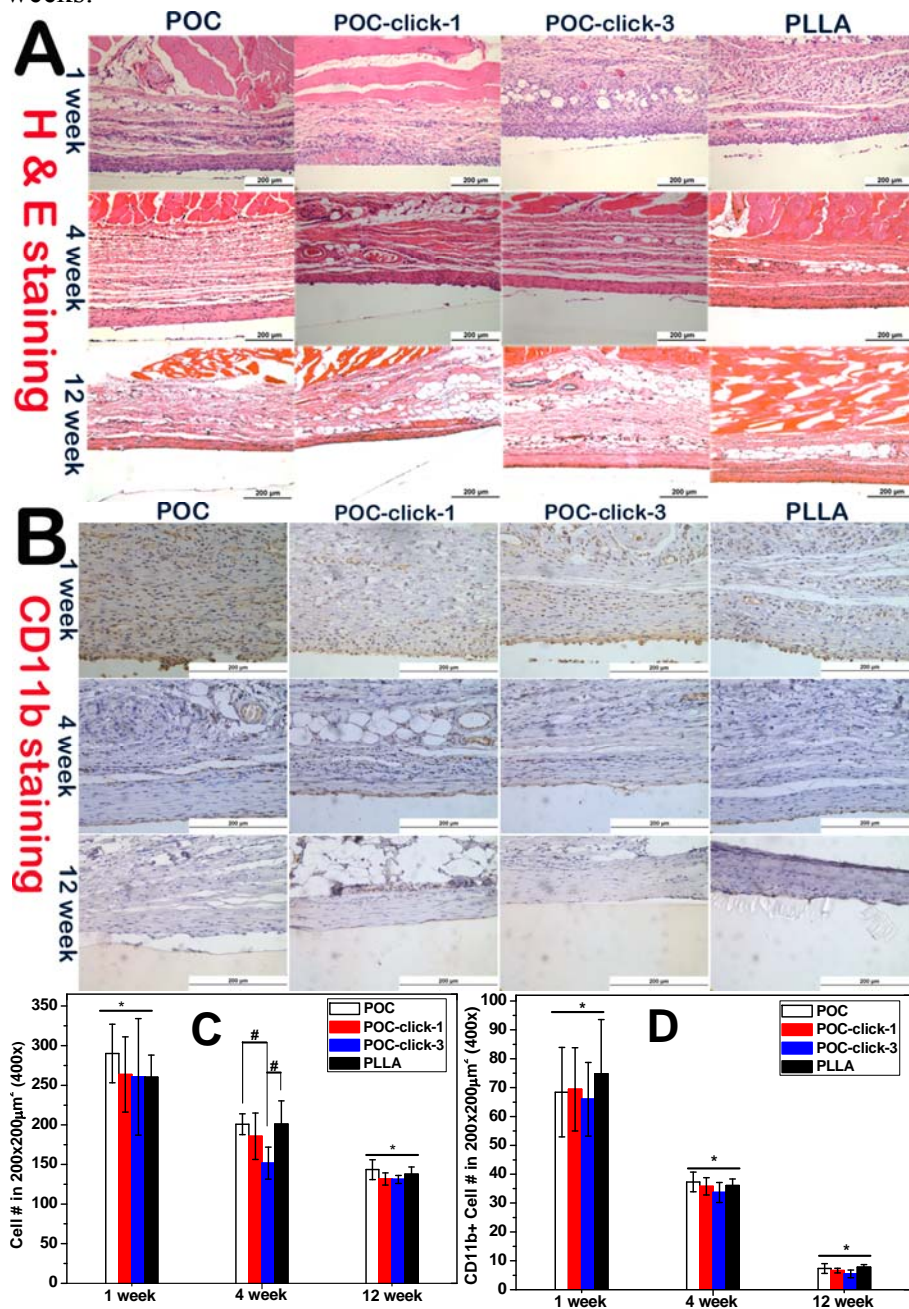 weeks.
A
POC POC-click-1 POC-click-3 PLLA
H & E staining
1 week
200 µm 200 µm 200 µm 200 µm
4 week
200 µm 200 µm 200 µm 200 µm
12 week
200 µm 200 µm 200 µm 200 µm
B
POC POC-click-1 POC-click-3 PLLA
CD11b staining
1 week
200 µm 200 µm 200 µm 200 µm
4 week
200 µm 200 µm 200 µm 200 µm
12 week
200 µm 200 µm 200 µm 200 µm
C
Cell # in 200x200µm² (400x)
350
300
250
200
150
100
50
0
*
#
#
*
POC
POC-click-1
POC-click-3
PLLA
1 week 4 week 12 week
D
CD11b+ Cell # in 200x200µm² (400x)
100
90
80
70
60
50
40
30
20
10
0
*
*
*
POC
POC-click-1
POC-click-3
PLLA
1 week 4 week 12 week